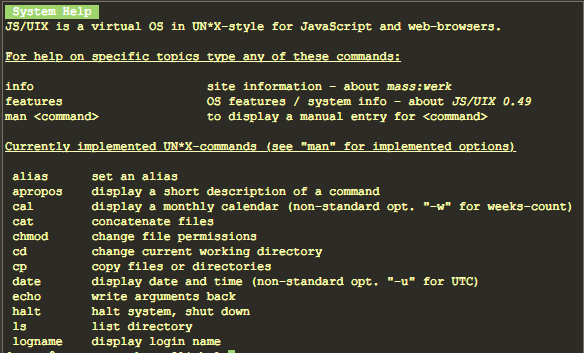 System Help
JS/UIX is a virtual OS in UN*X-style for JavaScript and web-browsers.
For help on specific topics type any of these commands:
info site information - about mass:werk
features OS features / system info - about JS/UIX 0.49
man <command> to display a manual entry for <command>
Currently implemented UN*X-commands (see "man" for implemented options)
alias set an alias
apropos display a short description of a command
cal display a monthly calendar (non-standard opt. "-w" for weeks-count)
cat concatenate files
chmod change file permissions
cd change current working directory
cp copy files or directories
date display date and time (non-standard opt. "-u" for UTC)
echo write arguments back
halt halt system, shut down
ls list directory
logname display login name